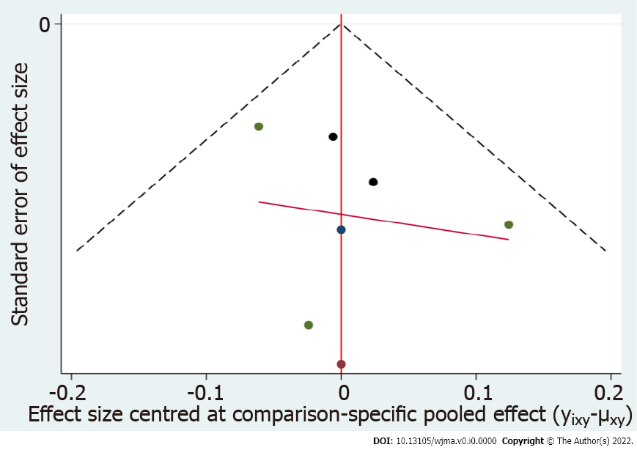 0
Standard error of effect size
-0.2 -0.1 0 0.1 0.2
Effect size centred at comparison-specific pooled effect (yixy-μxy)
DOI: 10.13105/wjma.v0.i0.0000 Copyright © The Author(s) 2022.